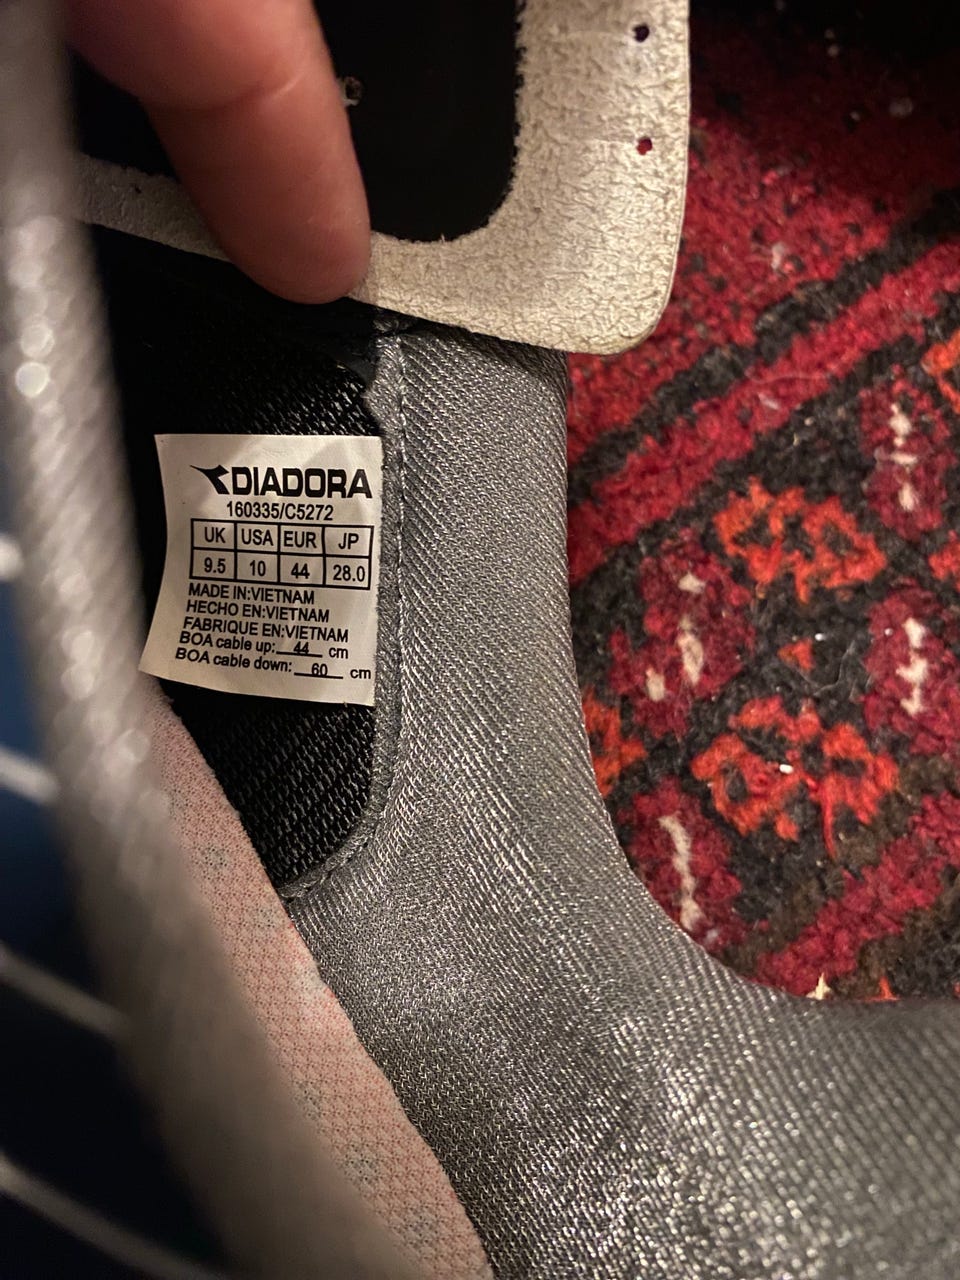 DIADORA
160335/C5272
UK USA EUR JP
9.5 10 44 28.0
MADE IN:VIETNAM
HECHO EN:VIETNAM
FABRIQUE EN:VIETNAM
BOA cable up: 44 cm
BOA cable down: 60 cm